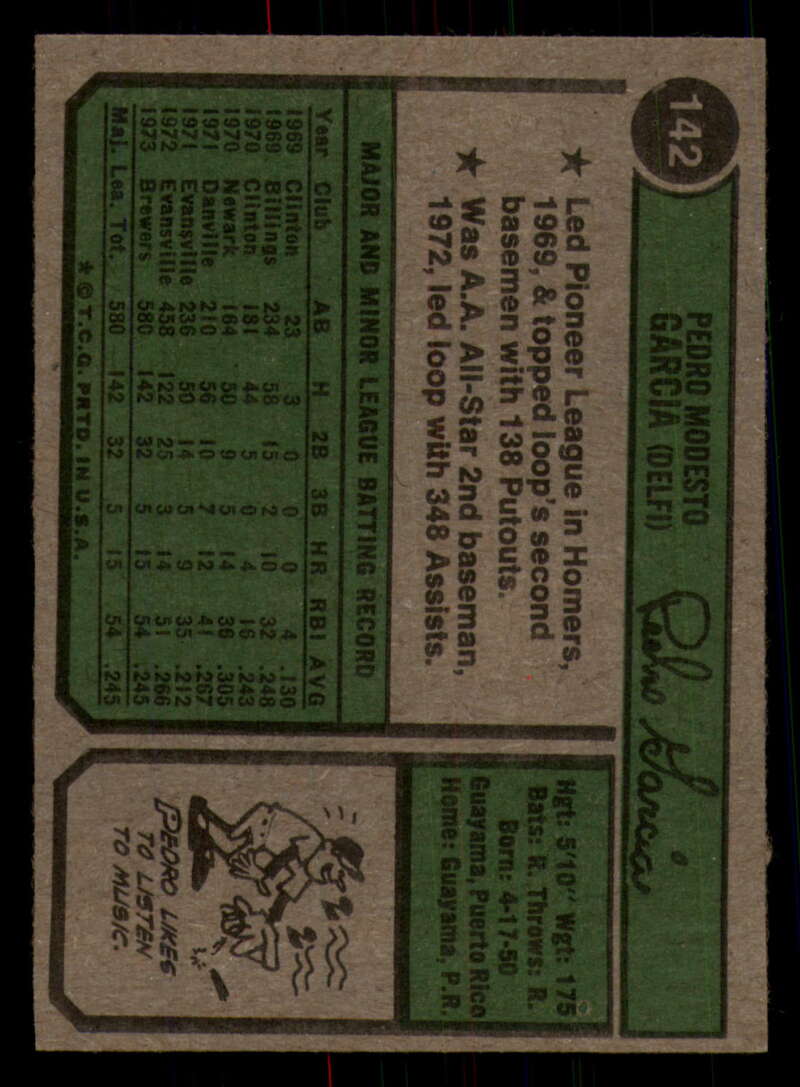 142
PEDRO MODESTO
GARCIA (DELFI)
Pedro Garcia
★ Led Pioneer League in Homers,
1969, & topped loop's second
basemen with 138 Putouts.
★ Was A.A. All-Star 2nd baseman,
1972, led loop with 348 Assists.
MAJOR AND MINOR LEAGUE BATTING RECORD
Year Club AB H 2B 3B HR RBI AVG
1969 Clinton 23 3 0 0 0 4 .130
1969 Billings 234 58 15 2 10 32 .248
1970 Clinton 181 44 5 0 4 16 .243
1970 Newark 164 50 9 5 14 36 .305
1971 Danville 210 56 10 7 12 41 .267
1971 Evansville 236 50 14 5 9 35 .212
1972 Evansville 458 122 25 3 14 51 .266
1973 Brewers 580 142 32 5 15 54 .245
Maj. Lea. Tot. 580 142 32 5 15 54 .245
* © T.C.G. PRTD. IN U.S.A.
Hgt: 5'10" Wgt: 175
Bats: R. Throws: R.
Born: 4-17-50
Guayama, Puerto Rico
Home: Guayama, P.R.
PEDRO LIKES
TO LISTEN
TO MUSIC.